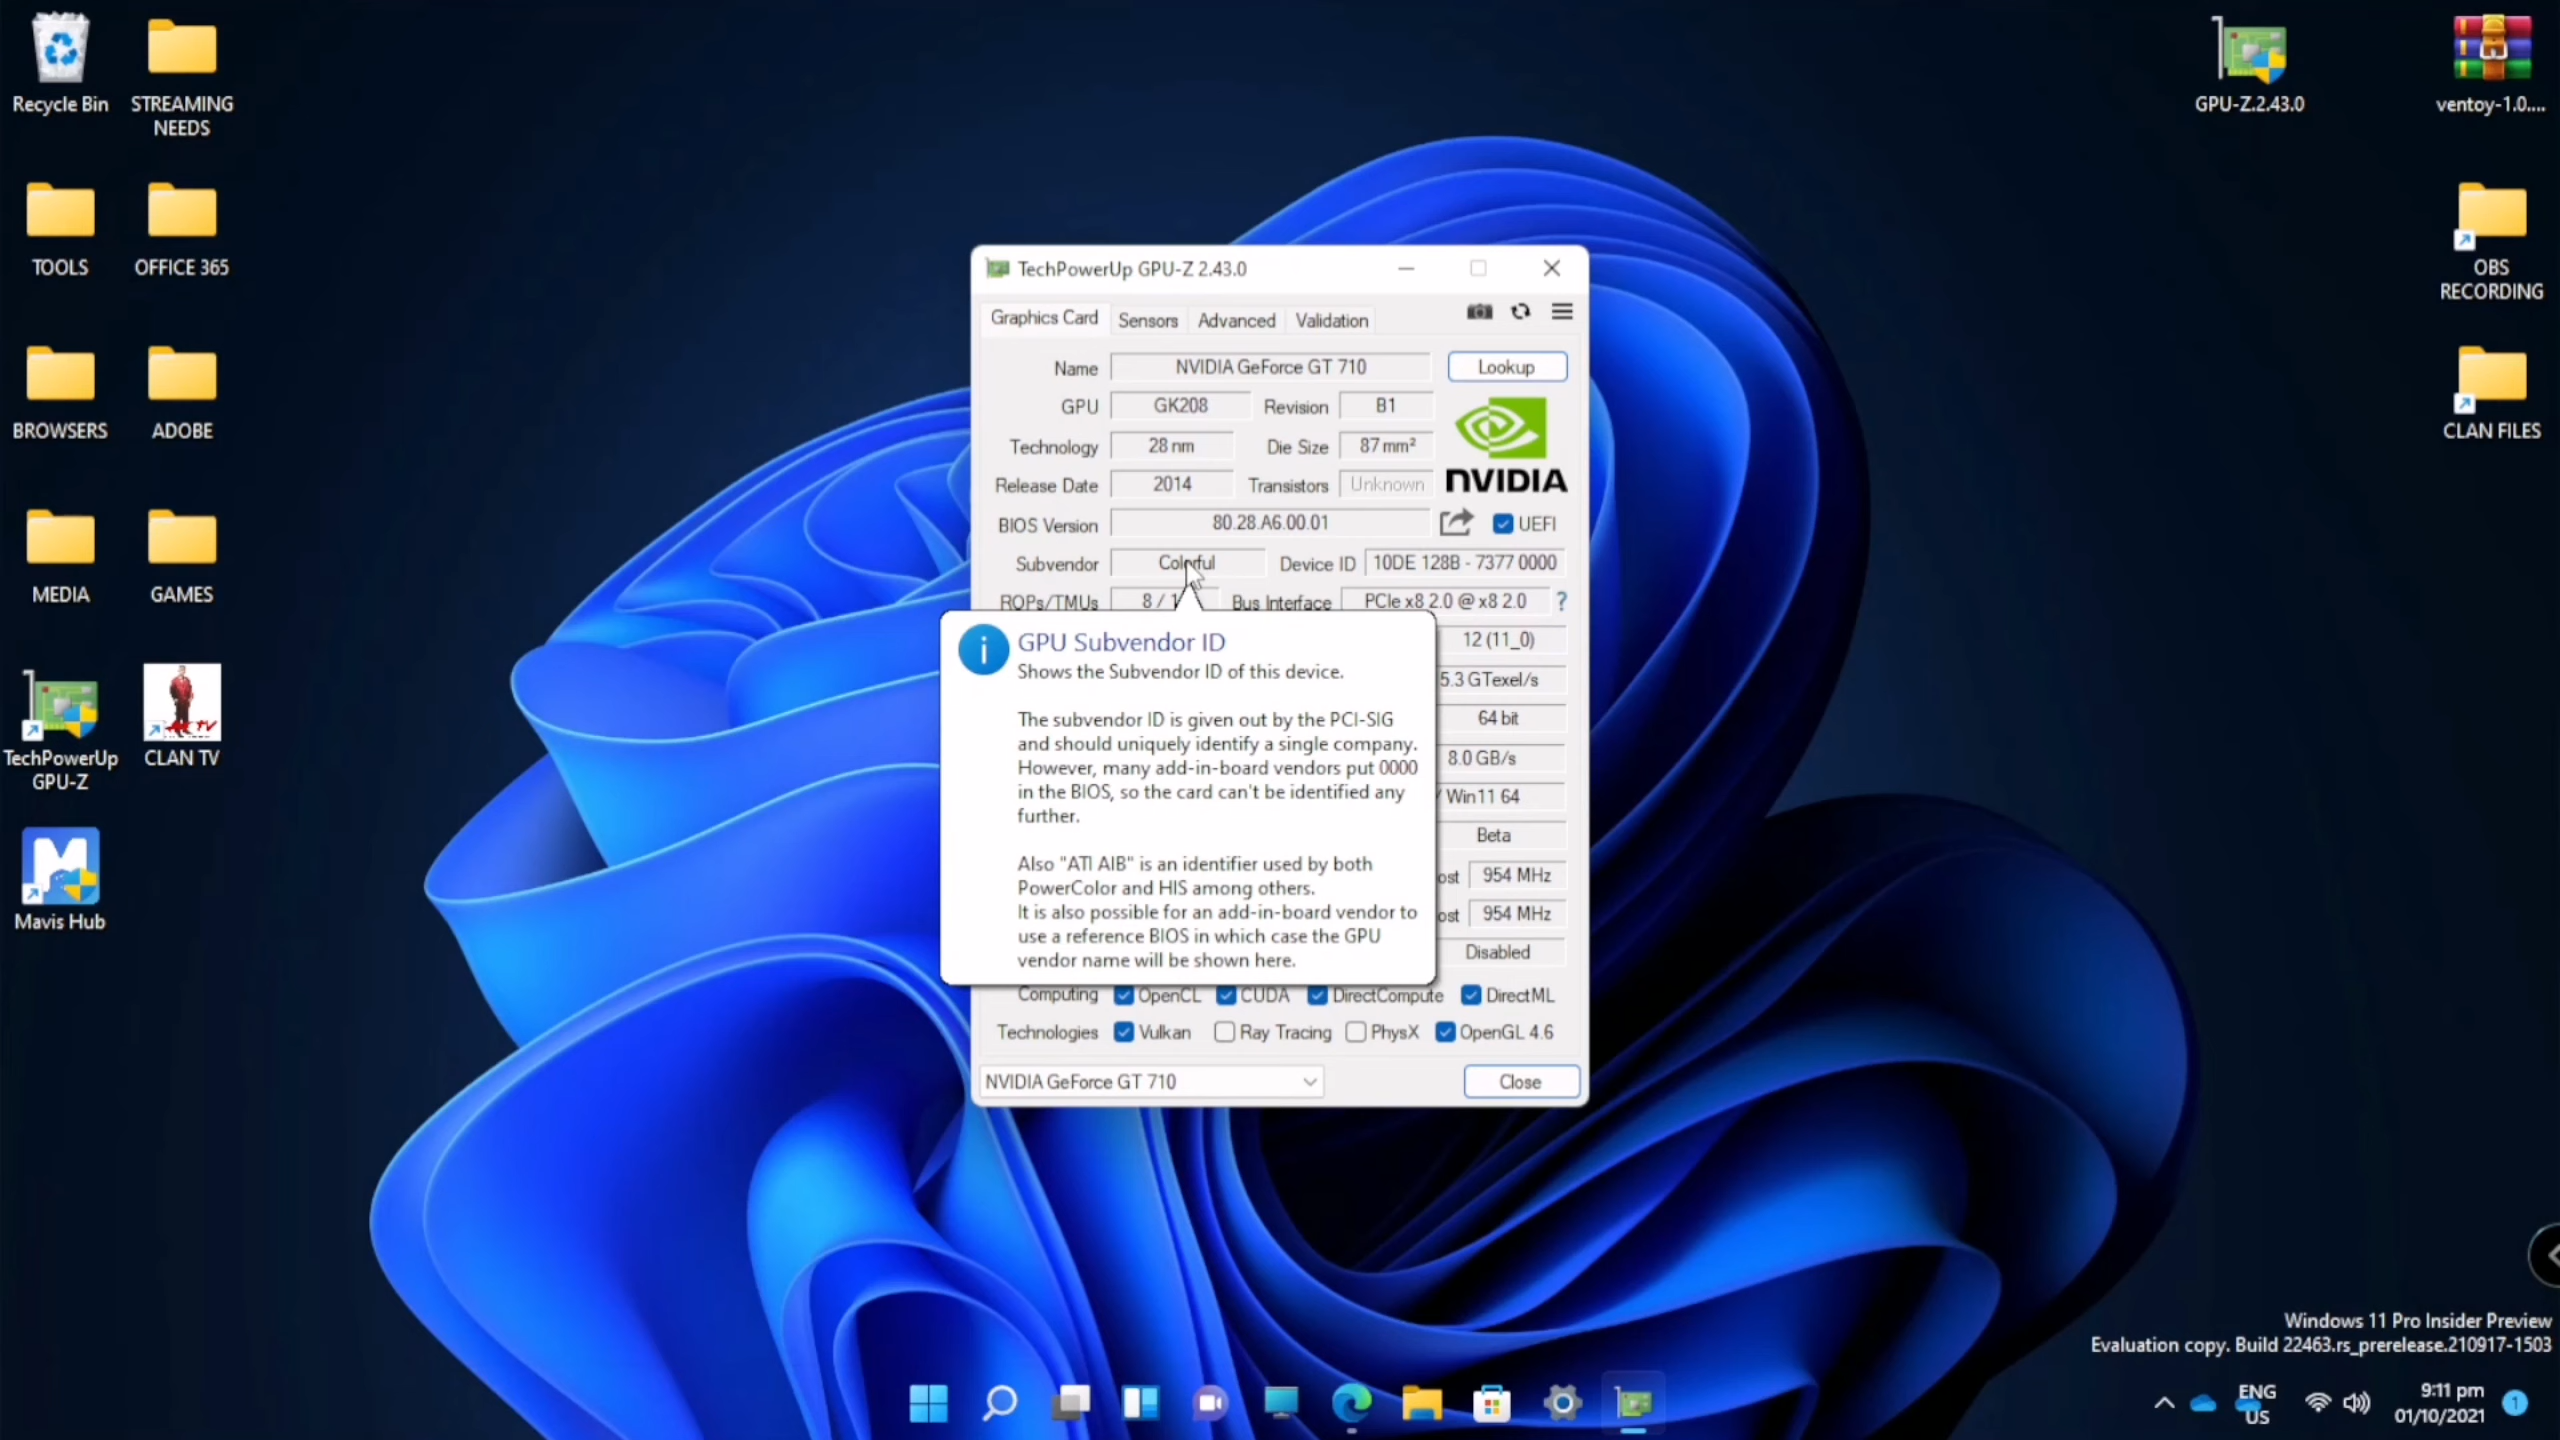 Recycle Bin
STREAMING
NEEDS
TOOLS
OFFICE 365
BROWSERS
ADOBE
MEDIA
GAMES
TechPowerUp
GPU-Z
CLAN TV
Mavis Hub
GPU-Z.2.43.0
ventoy-1.0....
OBS
RECORDING
CLAN FILES
TechPowerUp GPU-Z 2.43.0
Graphics Card Sensors Advanced Validation
Name NVIDIA GeForce GT 710 Lookup
GPU GK208 Revision B1
Technology 28 nm Die Size 87 mm²
Release Date 2014 Transistors Unknown
NVIDIA
BIOS Version 80.28.A6.00.01 UEFI
Subvendor Colorful Device ID 10DE 128B - 7377 0000
ROPs/TMUs 8 / 1 Bus Interface PCIe x8 2.0 @ x8 2.0 ?
12 (11_0)
5.3 GTexel/s
64 bit
8.0 GB/s
/ Win11 64
Beta
ost 954 MHz
ost 954 MHz
Disabled
GPU Subvendor ID
Shows the Subvendor ID of this device.
The subvendor ID is given out by the PCI-SIG
and should uniquely identify a single company.
However, many add-in-board vendors put 0000
in the BIOS, so the card can't be identified any
further.
Also "ATI AIB" is an identifier used by both
PowerColor and HIS among others.
It is also possible for an add-in-board vendor to
use a reference BIOS in which case the GPU
vendor name will be shown here.
Computing OpenCL CUDA DirectCompute DirectML
Technologies Vulkan Ray Tracing PhysX OpenGL 4.6
NVIDIA GeForce GT 710 Close
Windows 11 Pro Insider Preview
Evaluation copy. Build 22463.rs_prerelease.210917-1503
ENG
US
9:11 pm
01/10/2021
1